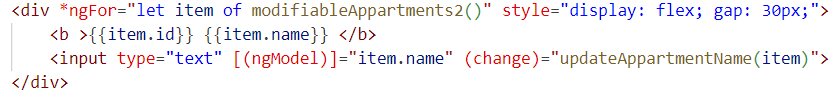 <div *ngFor="let item of modifiableAppartments2()" style="display: flex; gap: 30px;">
<b >{{item.id}} {{item.name}} </b>
<input type="text" [(ngModel)]="item.name" (change)="updateAppartmentName(item)">
</div>